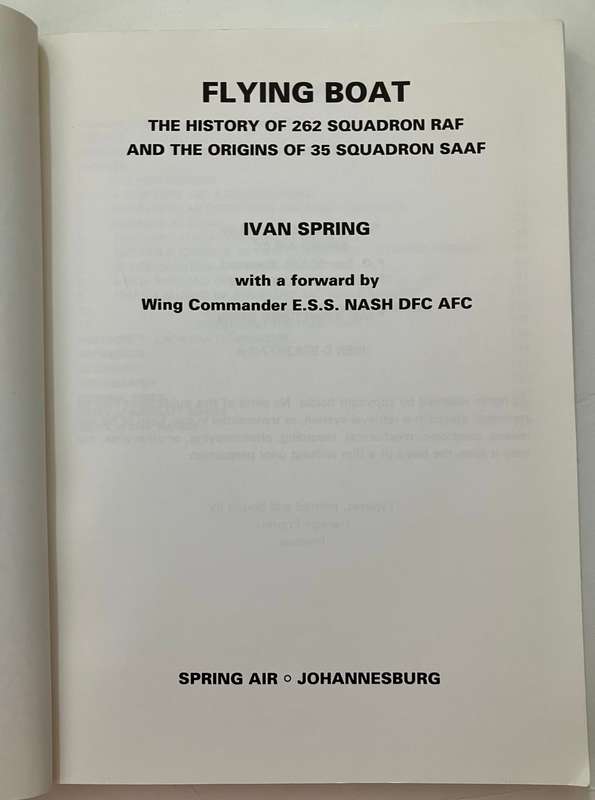 FLYING BOAT
THE HISTORY OF 262 SQUADRON RAF
AND THE ORIGINS OF 35 SQUADRON SAAF
IVAN SPRING
with a forward by
Wing Commander E.S.S. NASH DFC AFC
SPRING AIR ○ JOHANNESBURG